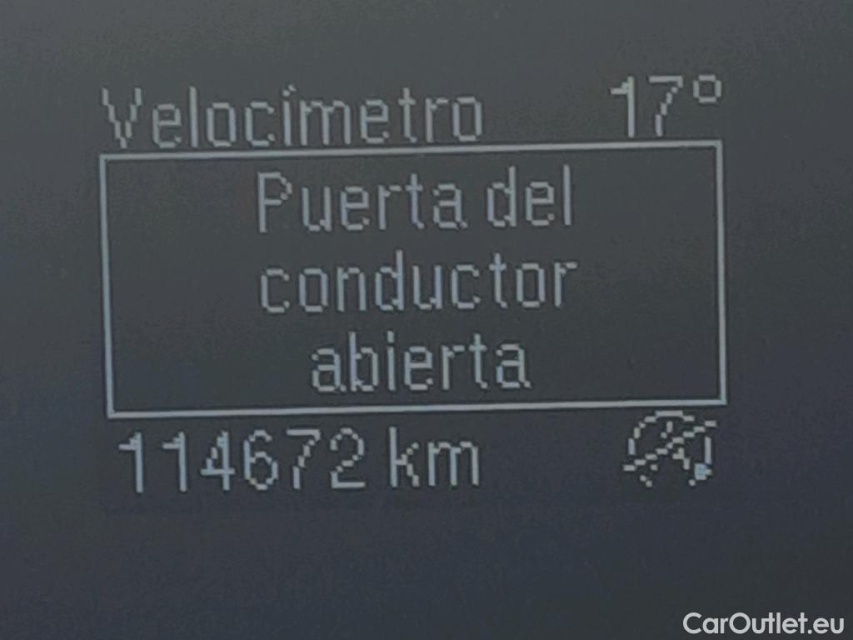 Velocímetro 17°
Puerta del
conductor
abierta
114672 km
CarOutlet.eu